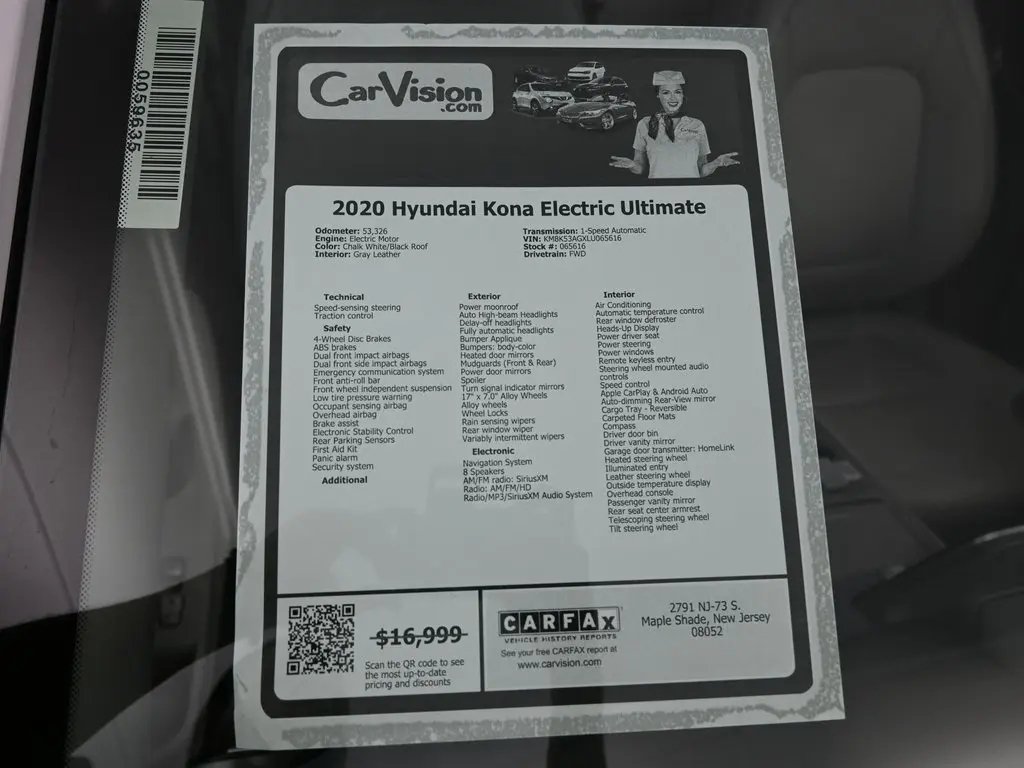 0059635
CarVision
.com
2020 Hyundai Kona Electric Ultimate
Odometer: 53,326
Engine: Electric Motor
Color: Chalk White/Black Roof
Interior: Gray Leather
Transmission: 1-Speed Automatic
VIN: KM8K53AGXLU065616
Stock #: 065616
Drivetrain: FWD
Technical
Speed-sensing steering
Traction control
Safety
4-Wheel Disc Brakes
ABS brakes
Dual front impact airbags
Dual front side impact airbags
Emergency communication system
Front anti-roll bar
Front wheel independent suspension
Low tire pressure warning
Occupant sensing airbag
Overhead airbag
Brake assist
Electronic Stability Control
Rear Parking Sensors
First Aid Kit
Panic alarm
Security system
Additional
Exterior
Power moonroof
Auto High-beam Headlights
Delay-off headlights
Fully automatic headlights
Bumper Applique
Bumpers: body-color
Heated door mirrors
Mudguards (Front & Rear)
Power door mirrors
Spoiler
Turn signal indicator mirrors
17" x 7.0" Alloy Wheels
Alloy wheels
Wheel Locks
Rain sensing wipers
Rear window wiper
Variably intermittent wipers
Electronic
Navigation System
8 Speakers
AM/FM radio: SiriusXM
Radio: AM/FM/HD
Radio/MP3/SiriusXM Audio System
Interior
Air Conditioning
Automatic temperature control
Rear window defroster
Heads-Up Display
Power driver seat
Power steering
Power windows
Remote keyless entry
Steering wheel mounted audio
controls
Speed control
Apple CarPlay & Android Auto
Auto-dimming Rear-View mirror
Cargo Tray - Reversible
Carpeted Floor Mats
Compass
Driver door bin
Driver vanity mirror
Garage door transmitter: HomeLink
Heated steering wheel
Illuminated entry
Leather steering wheel
Outside temperature display
Overhead console
Passenger vanity mirror
Rear seat center armrest
Telescoping steering wheel
Tilt steering wheel
$16,999
Scan the QR code to see
the most up-to-date
pricing and discounts
CARFAX
VEHICLE HISTORY REPORTS
See your free CARFAX report at
www.carvision.com
2791 NJ-73 S.
Maple Shade, New Jersey
08052